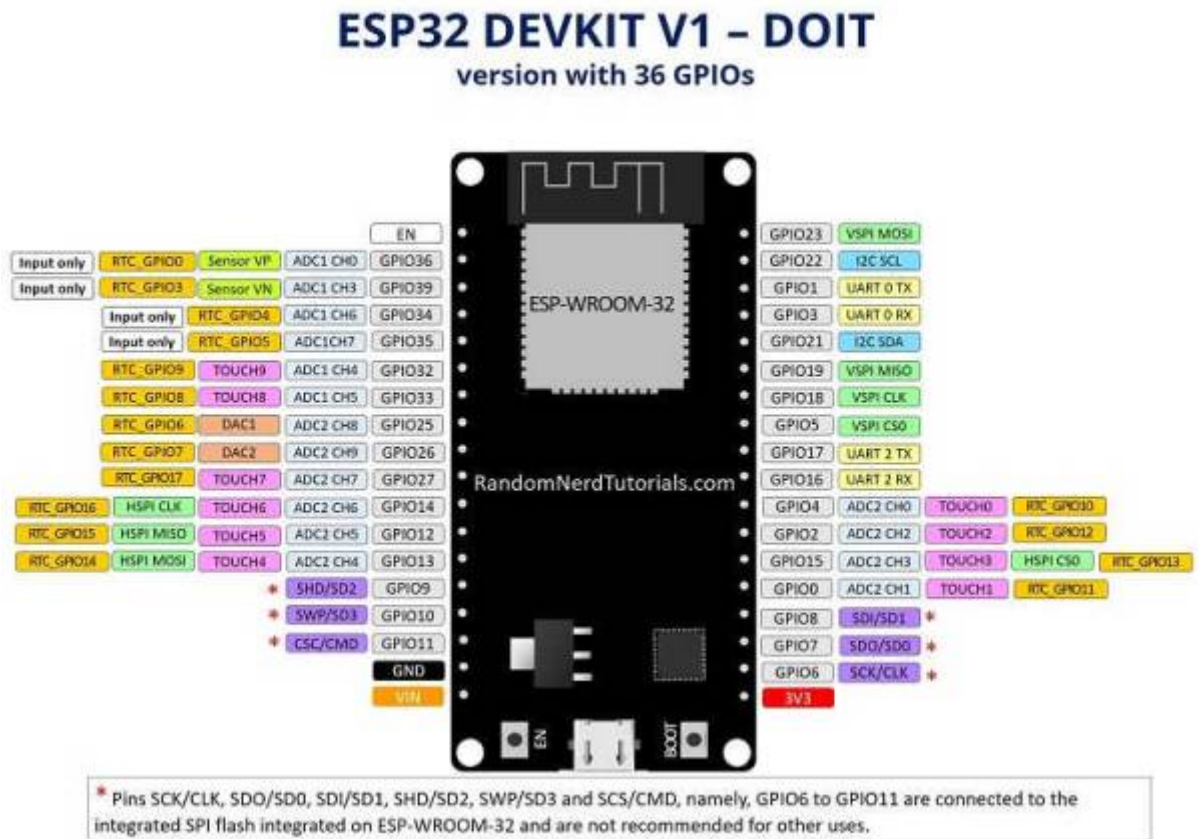 ESP32 DEVKIT V1 – DOIT
version with 36 GPIOs
EN
Input only RTC_GPIO0 Sensor VP ADC1 CH0 GPIO36
Input only RTC_GPIO3 Sensor VN ADC1 CH3 GPIO39
Input only RTC_GPIO4 ADC1 CH6 GPIO34
Input only RTC_GPIO5 ADC1CH7 GPIO35
RTC_GPIO9 TOUCH9 ADC1 CH4 GPIO32
RTC_GPIO8 TOUCH8 ADC1 CH5 GPIO33
RTC_GPIO6 DAC1 ADC2 CH8 GPIO25
RTC_GPIO7 DAC2 ADC2 CH9 GPIO26
RTC_GPIO17 TOUCH7 ADC2 CH7 GPIO27
RTC_GPIO16 HSPI CLK TOUCH6 ADC2 CH6 GPIO14
RTC_GPIO15 HSPI MISO TOUCH5 ADC2 CH5 GPIO12
RTC_GPIO14 HSPI MOSI TOUCH4 ADC2 CH4 GPIO13
* SHD/SD2 GPIO9
* SWP/SD3 GPIO10
* CSC/CMD GPIO11
GND
VIN
ESP-WROOM-32
RandomNerdTutorials.com
EN
BOOT
GPIO23 VSPI MOSI
GPIO22 I2C SCL
GPIO1 UART 0 TX
GPIO3 UART 0 RX
GPIO21 I2C SDA
GPIO19 VSPI MISO
GPIO18 VSPI CLK
GPIO5 VSPI CS0
GPIO17 UART 2 TX
GPIO16 UART 2 RX
GPIO4 ADC2 CH0 TOUCH0 RTC_GPIO10
GPIO2 ADC2 CH2 TOUCH2 RTC_GPIO12
GPIO15 ADC2 CH3 TOUCH3 HSPI CS0 RTC_GPIO13
GPIO0 ADC2 CH1 TOUCH1 RTC_GPIO11
GPIO8 SDI/SD1 *
GPIO7 SDO/SD0 *
GPIO6 SCK/CLK *
3V3
* Pins SCK/CLK, SDO/SD0, SDI/SD1, SHD/SD2, SWP/SD3 and SCS/CMD, namely, GPIO6 to GPIO11 are connected to the
integrated SPI flash integrated on ESP-WROOM-32 and are not recommended for other uses.